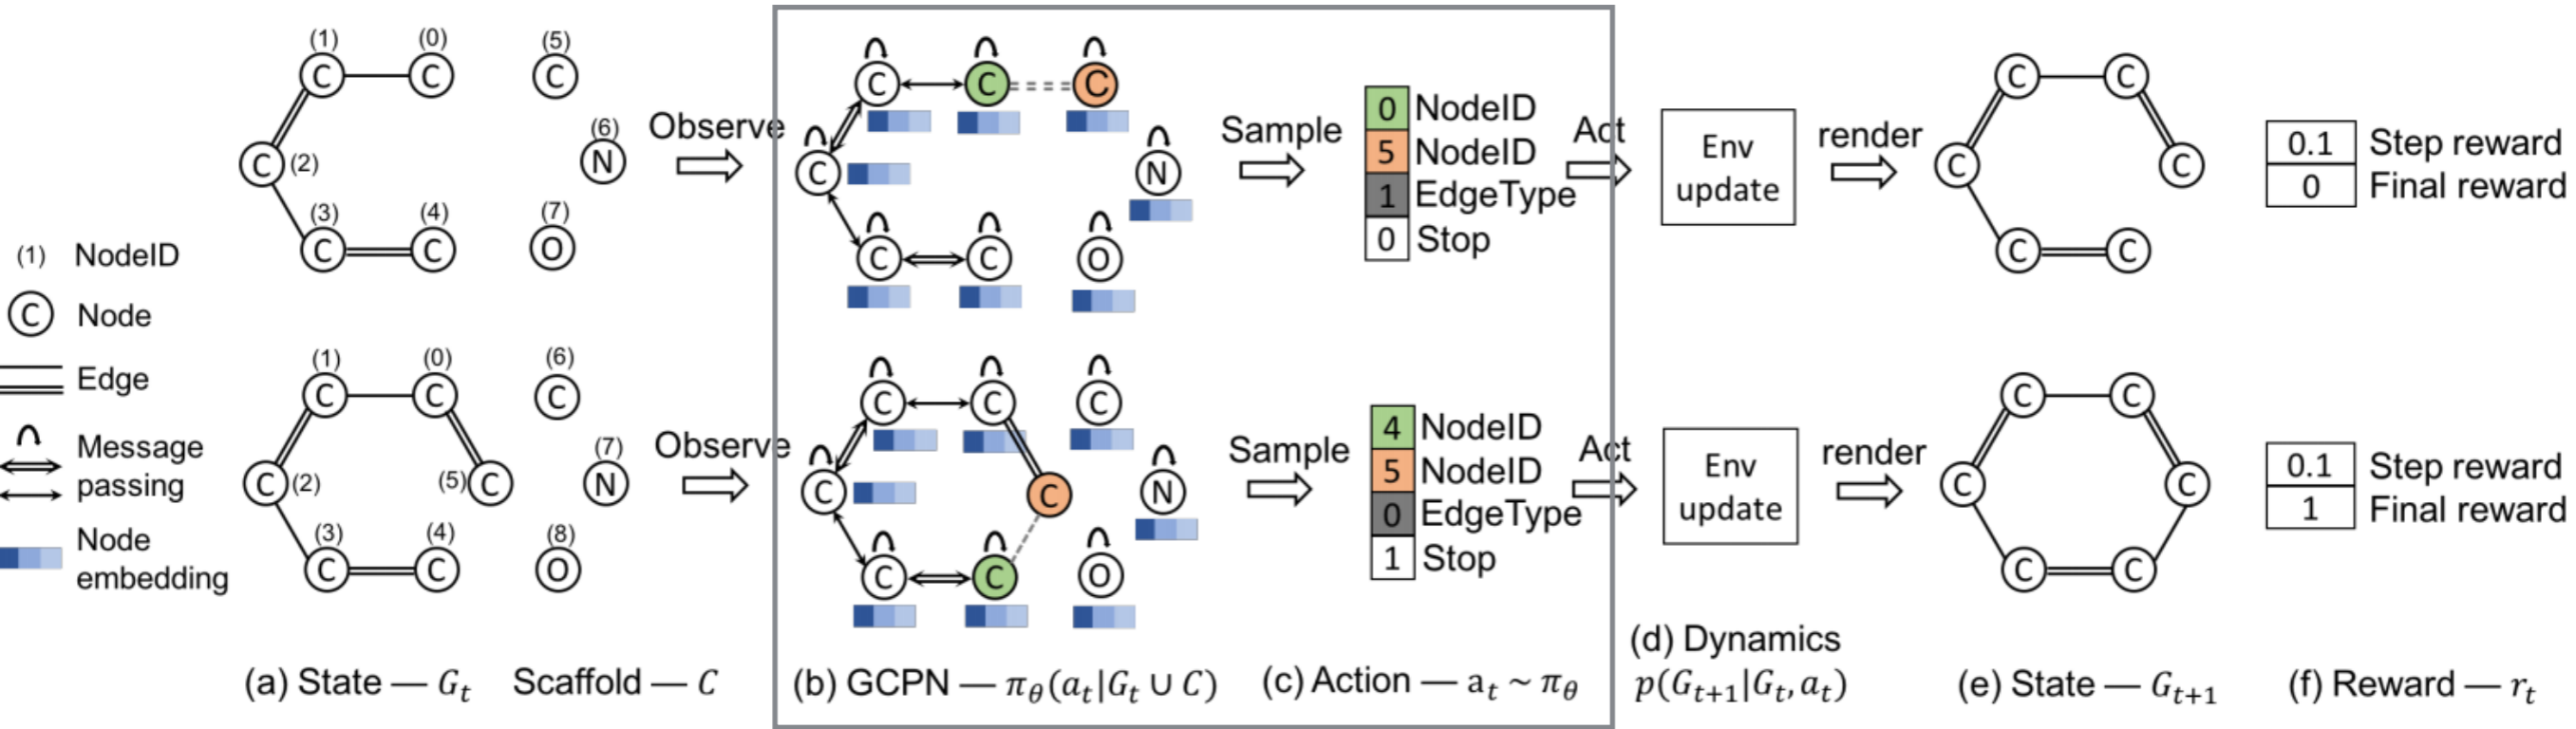 (1) (0) (5)
C C C
(6)
C (2) N
(3) (4) (7)
C C O
Observe
C C C
C N
C C O
Sample
0 NodeID
5 NodeID
1 EdgeType
0 Stop
Act
Env
update
render
C C
C C
C C
0.1 Step reward
0 Final reward
(1) NodeID
C Node
Edge
Message
passing
Node
embedding
(1) (0) (6)
C C C
(7)
C (2) (5) C N
(3) (4) (8)
C C O
Observe
C C C
C C N
C C O
Sample
4 NodeID
5 NodeID
0 EdgeType
1 Stop
Act
Env
update
render
C C
C C
C C
0.1 Step reward
1 Final reward
(a) State — G_t
Scaffold — C
(b) GCPN — π_θ(a_t|G_t ∪ C)
(c) Action — a_t ~ π_θ
(d) Dynamics
p(G_{t+1}|G_t, a_t)
(e) State — G_{t+1}
(f) Reward — r_t